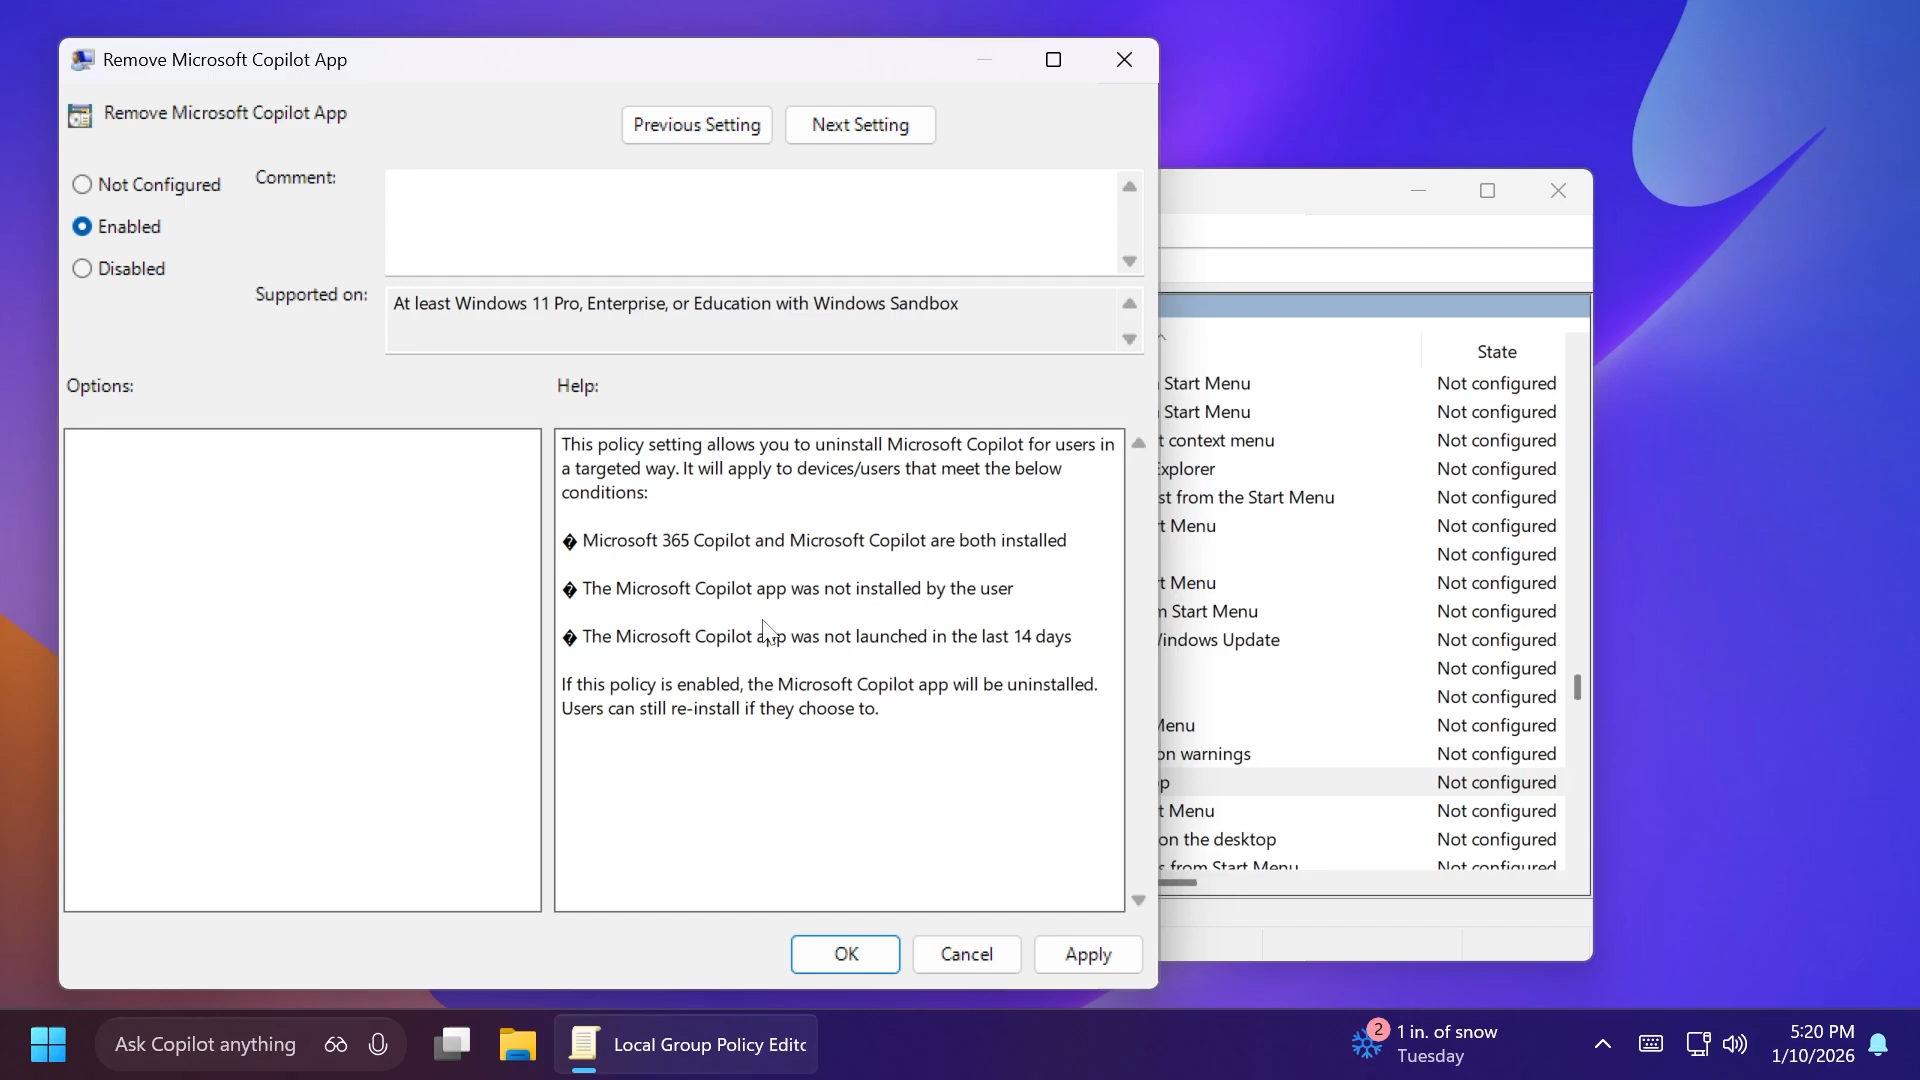 Remove Microsoft Copilot App
Remove Microsoft Copilot App
Previous Setting
Next Setting
Not Configured
Enabled
Disabled
Comment:
Supported on:
At least Windows 11 Pro, Enterprise, or Education with Windows Sandbox
Options:
Help:
This policy setting allows you to uninstall Microsoft Copilot for users in
a targeted way. It will apply to devices/users that meet the below
conditions:
� Microsoft 365 Copilot and Microsoft Copilot are both installed
� The Microsoft Copilot app was not installed by the user
� The Microsoft Copilot app was not launched in the last 14 days
If this policy is enabled, the Microsoft Copilot app will be uninstalled.
Users can still re-install if they choose to.
OK
Cancel
Apply
State
Start Menu Not configured
Start Menu Not configured
t context menu Not configured
Explorer Not configured
st from the Start Menu Not configured
t Menu Not configured
Not configured
t Menu Not configured
m Start Menu Not configured
Windows Update Not configured
Not configured
Not configured
Menu Not configured
on warnings Not configured
p Not configured
t Menu Not configured
on the desktop Not configured
s from Start Menu Not configured
Ask Copilot anything
Local Group Policy Edito
2
1 in. of snow
Tuesday
5:20 PM
1/10/2026